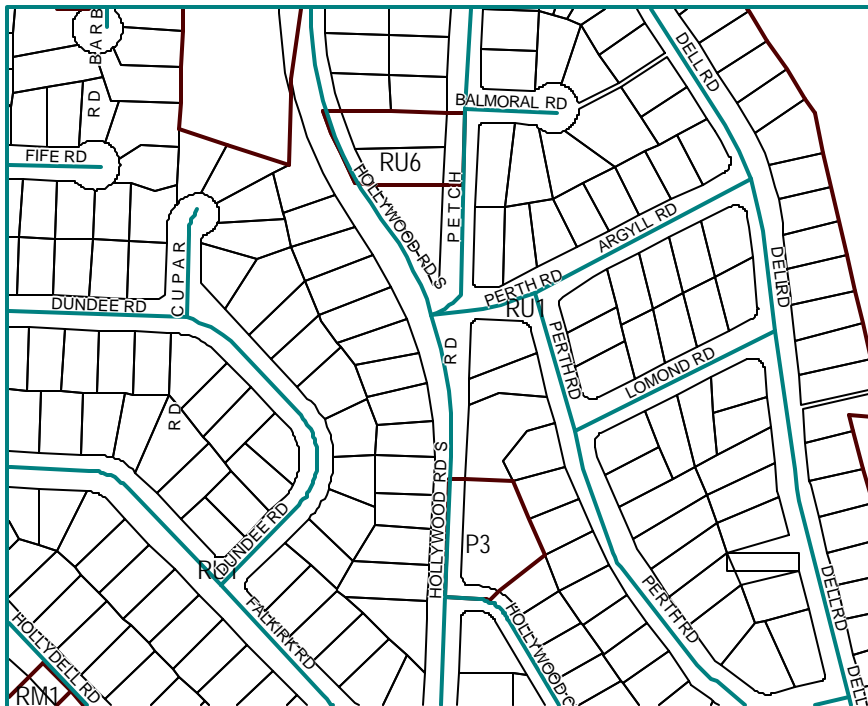 RD BARB
DELL RD
BALMORAL RD
FIFE RD
RU6
HOLLYWOOD RD S
PETCH
ARGYLL RD
CUPAR
DELL RD
PERTH RD
DUNDEE RD
RU1
RD
PERTH RD
LOMOND RD
RD
HOLLYWOOD RD S
P3
DUNDEE RD
RU1
FALKIRK RD
HOLLYWOOD C
PERTH RD
DELL RD
HOLLYDELL RD
DELL
RM1